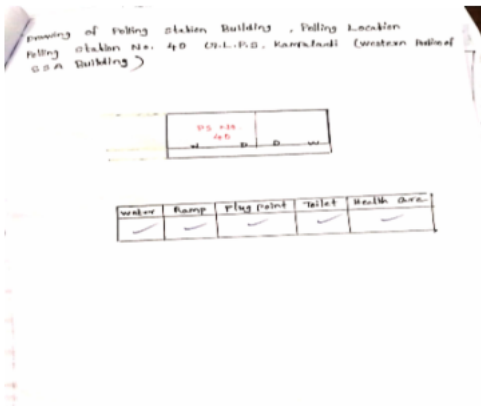 Drawing of Polling Station Building, Polling Location
Polling Station No. 40 G.L.P.S. (Western Portion of
SSA Building)
PS No.
40
W D D W
Water Ramp Plug Point Toilet Health care